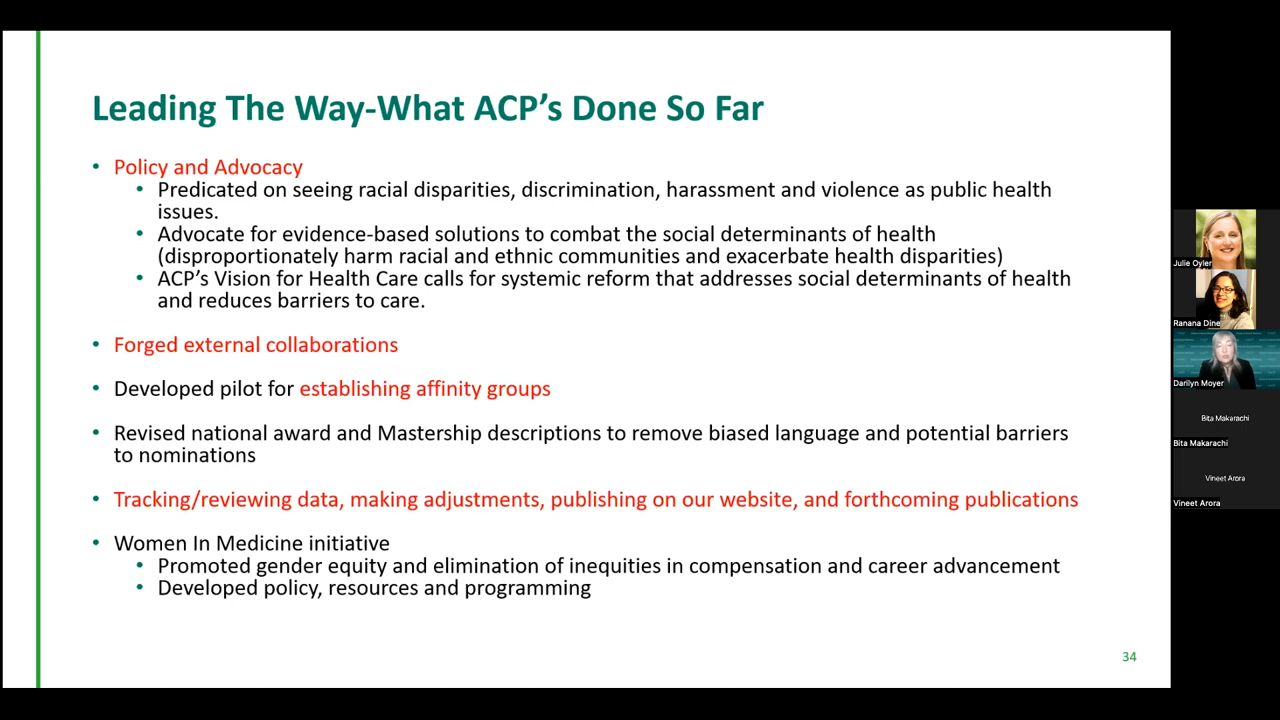 Leading The Way-What ACP's Done So Far
• Policy and Advocacy
• Predicated on seeing racial disparities, discrimination, harassment and violence as public health
issues.
• Advocate for evidence-based solutions to combat the social determinants of health
(disproportionately harm racial and ethnic communities and exacerbate health disparities)
• ACP's Vision for Health Care calls for systemic reform that addresses social determinants of health
and reduces barriers to care.
• Forged external collaborations
• Developed pilot for establishing affinity groups
• Revised national award and Mastership descriptions to remove biased language and potential barriers
to nominations
• Tracking/reviewing data, making adjustments, publishing on our website, and forthcoming publications
• Women In Medicine initiative
• Promoted gender equity and elimination of inequities in compensation and career advancement
• Developed policy, resources and programming
34
Julie Oyler
Ranana Dine
Darilyn Moyer
Bita Makarachi
Bita Makarachi
Vineet Arora
Vineet Arora